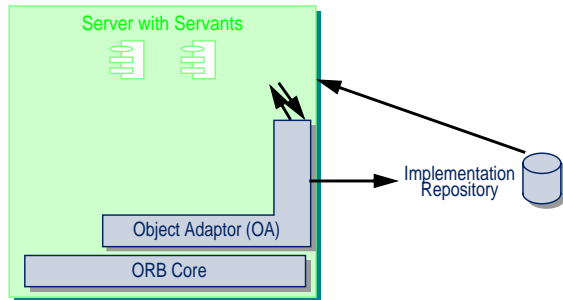 Server with Servants
Implementation
Repository
Object Adaptor (OA)
ORB Core